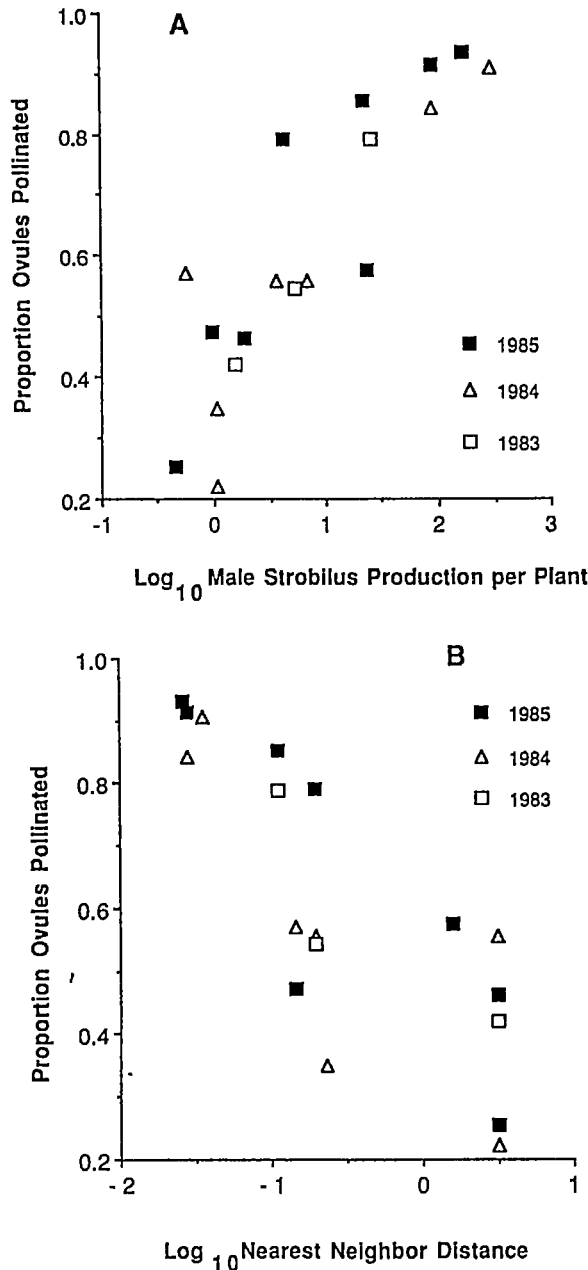 A
1.0
0.8
0.6
0.4
0.2
Proportion Ovules Pollinated
1985
1984
1983
-1 0 1 2 3
Log10 Male Strobilus Production per Plant
B
1.0
0.8
0.6
0.4
0.2
Proportion Ovules Pollinated
1985
1984
1983
-2 -1 0 1
Log10 Nearest Neighbor Distance